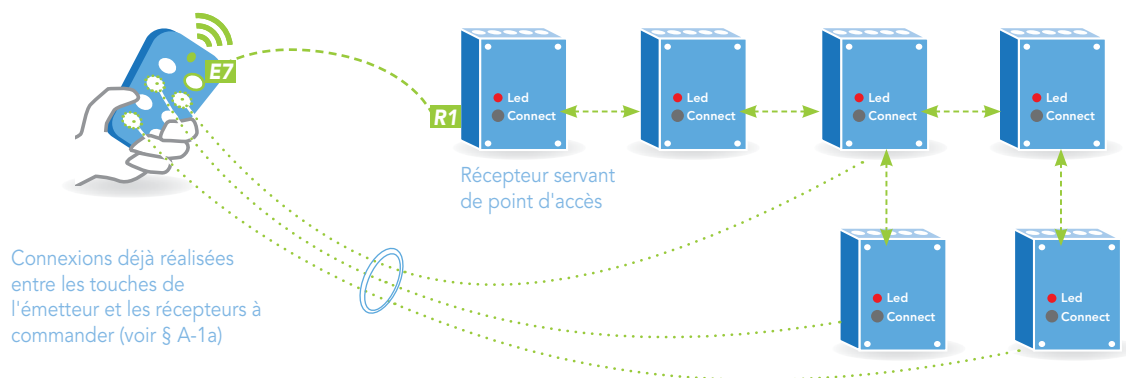 E7
R1
Led
Connect
Led
Connect
Led
Connect
Led
Connect
Récepteur servant
de point d'accès
Connexions déjà réalisées
entre les touches de
l'émetteur et les récepteurs à
commander (voir § A-1a)
Led
Connect
Led
Connect